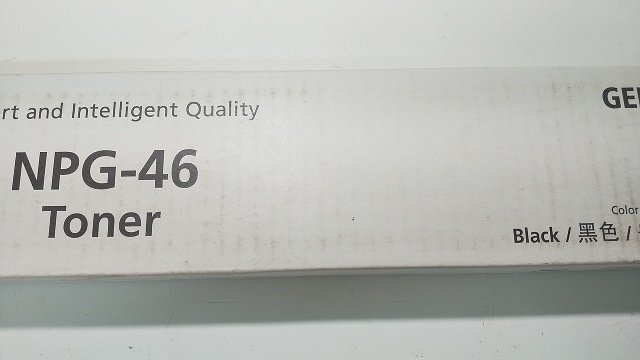 rt and Intelligent Quality
NPG-46
Toner
GE
Color
Black / 黑色 /